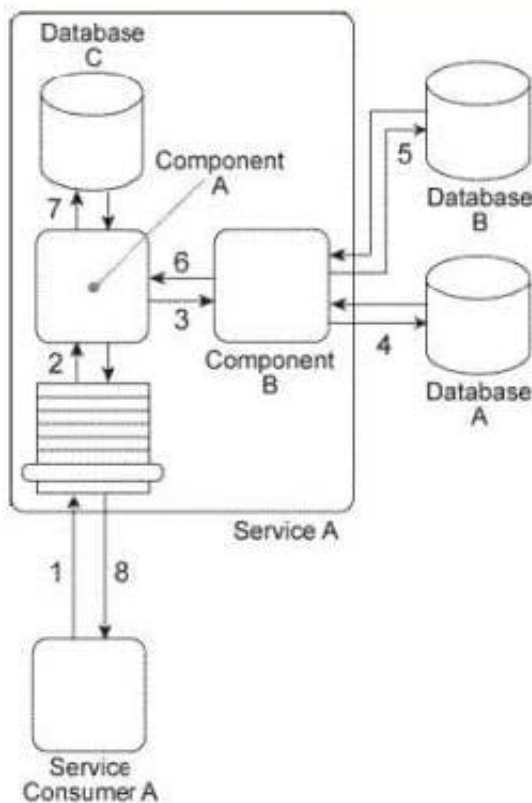 Database
C
Component
A
5
Database
B
7
6
3
Component
B
4
Database
A
2
Service A
1
8
Service
Consumer A